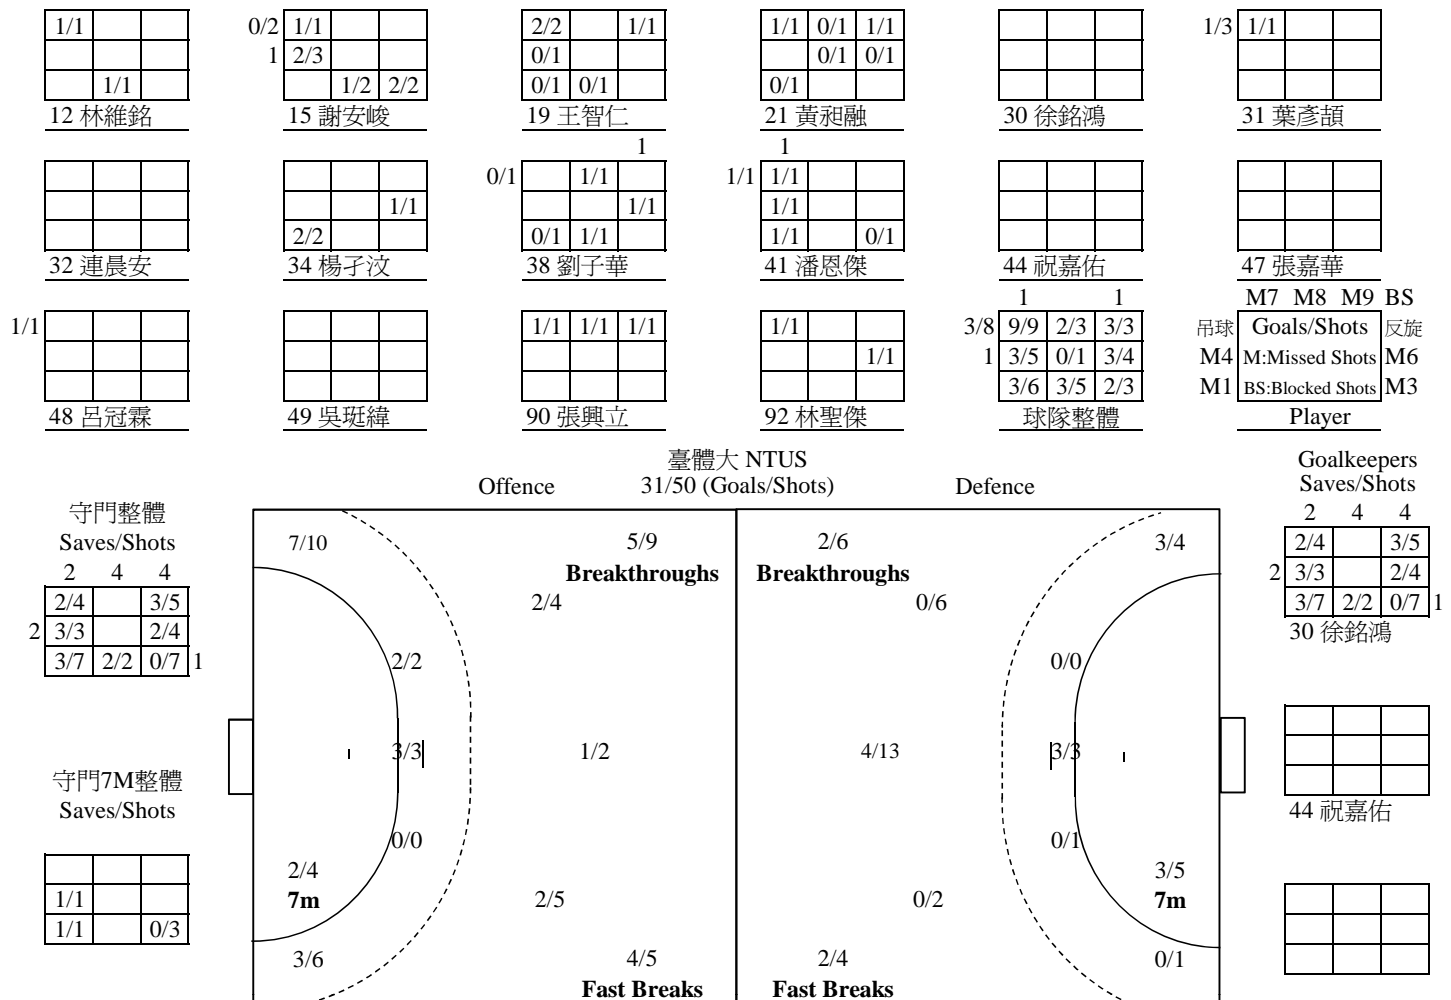 1/1 0/2 1/1 2/2 1/1 1/1 0/1 1/1 1/3 1/1
1 2/3 0/1 0/1 0/1
1/1 1/2 2/2 0/1 0/1 0/1
12 林維銘 15 謝安峻 19 王智仁 21 黃昶融 30 徐銘鴻 31 葉彥頡
1 1
0/1 1/1 1/1 1/1
1/1 1/1 1/1
2/2 0/1 1/1 1/1 0/1
32 連晨安 34 楊孑汶 38 劉子華 41 潘恩傑 44 祝嘉佑 47 張嘉華
1 1 M7 M8 M9 BS
1/1 1/1 1/1 1/1 1/1 3/8 9/9 2/3 3/3 吊球 Goals/Shots 反旋
1/1 1 3/5 0/1 3/4 M4 M:Missed Shots M6
3/6 3/5 2/3 M1 BS:Blocked Shots M3
48 呂冠霖 49 吳珽緯 90 張興立 92 林聖傑 球隊整體 Player
臺體大 NTUS
Offence 31/50 (Goals/Shots) Defence
守門整體
Saves/Shots
2 4 4
2/4 3/5
2 3/3 2/4
3/7 2/2 0/7 1
守門7M整體
Saves/Shots
1/1
1/1 0/3
7/10 5/9
Breakthroughs
2/4
2/2
3/3 1/2
0/0
2/4
7m
2/5
3/6 4/5
Fast Breaks
2/6 3/4
Breakthroughs
0/6
0/0
4/13 3/3
0/1
3/5
7m
0/2
2/4 0/1
Fast Breaks
Goalkeepers
Saves/Shots
2 4 4
2/4 3/5
2 3/3 2/4
3/7 2/2 0/7 1
30 徐銘鴻
44 祝嘉佑